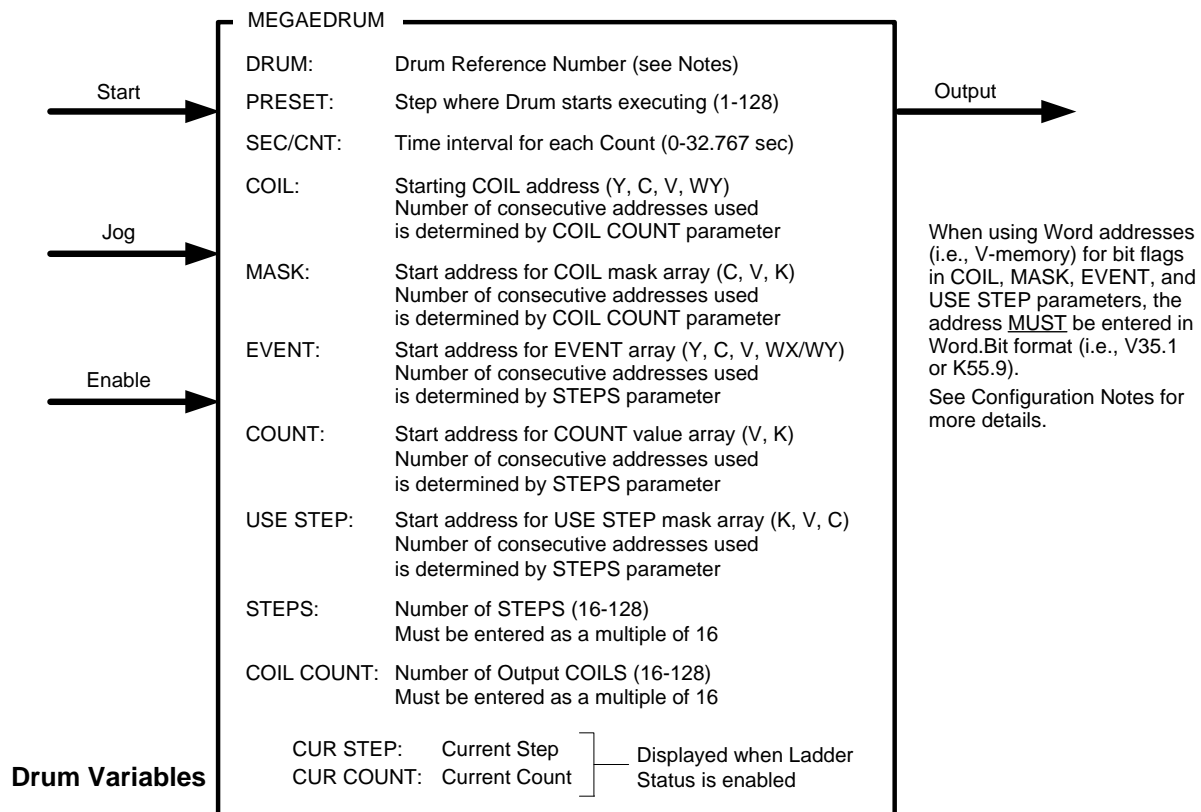 MEGAEDRUM
DRUM: Drum Reference Number (see Notes)
Start
PRESET: Step where Drum starts executing (1-128)
Output
SEC/CNT: Time interval for each Count (0-32.767 sec)
COIL: Starting COIL address (Y, C, V, WY)
Number of consecutive addresses used
is determined by COIL COUNT parameter
Jog
MASK: Start address for COIL mask array (C, V, K)
Number of consecutive addresses used
is determined by COIL COUNT parameter
EVENT: Start address for EVENT array (Y, C, V, WX/WY)
Number of consecutive addresses used
is determined by STEPS parameter
Enable
COUNT: Start address for COUNT value array (V, K)
Number of consecutive addresses used
is determined by STEPS parameter
USE STEP: Start address for USE STEP mask array (K, V, C)
Number of consecutive addresses used
is determined by STEPS parameter
STEPS: Number of STEPS (16-128)
Must be entered as a multiple of 16
COIL COUNT: Number of Output COILS (16-128)
Must be entered as a multiple of 16
CUR STEP: Current Step
CUR COUNT: Current Count
Displayed when Ladder
Status is enabled
Drum Variables
When using Word addresses
(i.e., V-memory) for bit flags
in COIL, MASK, EVENT, and
USE STEP parameters, the
address MUST be entered in
Word.Bit format (i.e., V35.1
or K55.9).
See Configuration Notes for
more details.